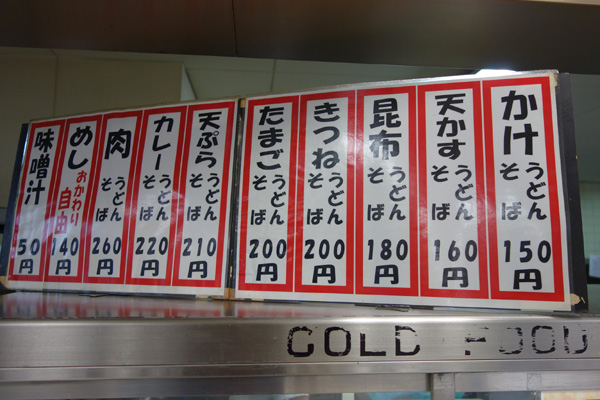 かけ うどん そば 150円
天かす うどん そば 160円
昆布 うどん そば 180円
きつね うどん そば 200円
たまご うどん そば 200円
天ぷら うどん そば 210円
カレー うどん そば 220円
肉 うどん そば 260円
めし おかわり自由 140円
味噌汁 50円
COLD FOOD